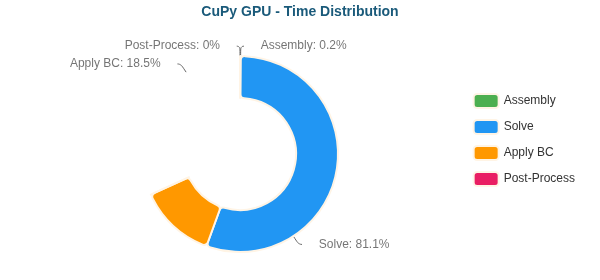 CuPy GPU - Time Distribution
Post-Process: 0%
Assembly: 0.2%
Apply BC: 18.5%
Solve: 81.1%
Assembly
Solve
Apply BC
Post-Process